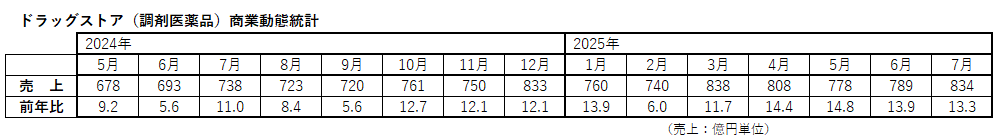 ドラッグストア（調剤医薬品）商業動態統計
2024年 2025年
5月 6月 7月 8月 9月 10月 11月 12月 1月 2月 3月 4月 5月 6月 7月
売　上 678 693 738 723 720 761 750 833 760 740 838 808 778 789 834
前年比 9.2 5.6 11.0 8.4 5.6 12.7 12.1 12.1 13.9 6.0 11.7 14.4 14.8 13.9 13.3
（売上：億円単位）